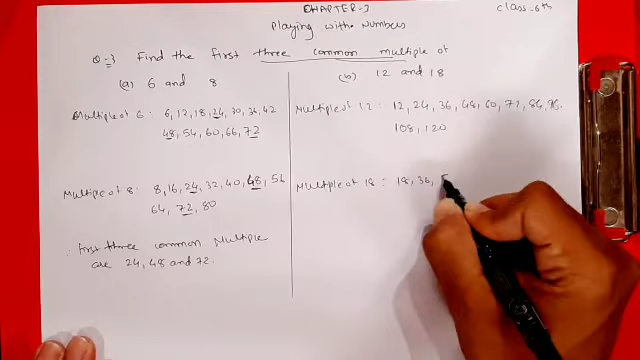 CHAPTER-3
Class-6th
Playing with Numbers
Q-3 Find the first three common multiple of
(a) 6 and 8
Multiple of 6: 6, 12, 18, 24, 30, 36, 42
48, 54, 60, 66, 72
Multiple of 8: 8, 16, 24, 32, 40, 48, 56
64, 72, 80
∴ first three common Multiple
are 24, 48 and 72.
(b) 12 and 18
Multiple of 12: 12, 24, 36, 48, 60, 72, 84, 96.
108, 120
Multiple of 18: 18, 36, 5